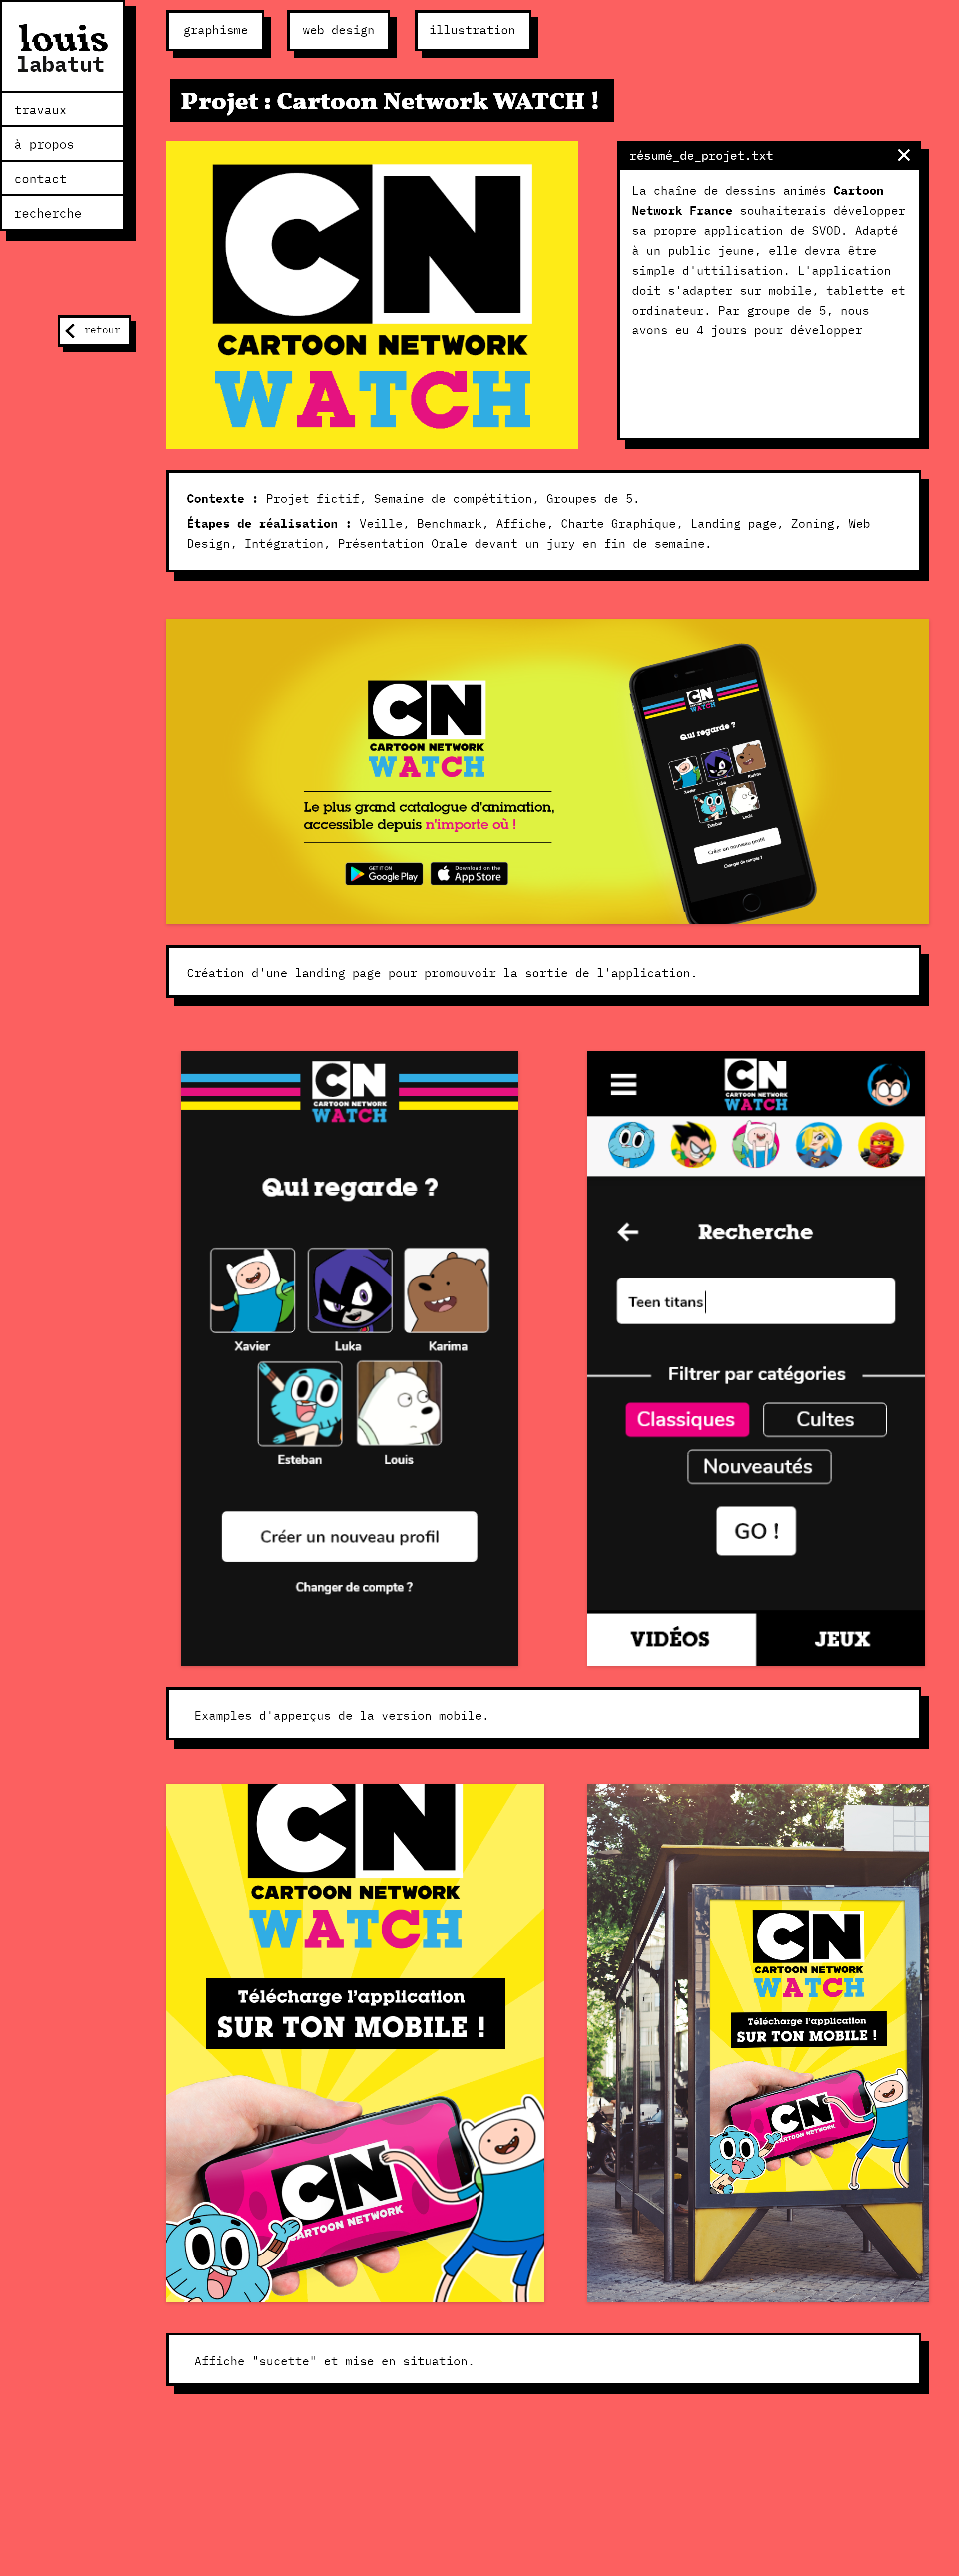 louis
labatut
travaux
à propos
contact
recherche
retour
graphisme
web design
illustration
Projet : Cartoon Network WATCH !
CN
CARTOON NETWORK
WATCH
résumé_de_projet.txt
La chaîne de dessins animés Cartoon
Network France souhaiterais développer
sa propre application de SVOD. Adapté
à un public jeune, elle devra être
simple d'uttilisation. L'application
doit s'adapter sur mobile, tablette et
ordinateur. Par groupe de 5, nous
avons eu 4 jours pour développer
Contexte : Projet fictif, Semaine de compétition, Groupes de 5.
Étapes de réalisation : Veille, Benchmark, Affiche, Charte Graphique, Landing page, Zoning, Web
Design, Intégration, Présentation Orale devant un jury en fin de semaine.
CN
CARTOON NETWORK
WATCH
Le plus grand catalogue d'animation,
accessible depuis n'importe où !
GET IT ON
Google Play
Download on the
App Store
CN
WATCH
Qui regarde ?
Xavier
Luka
Karima
Esteban
Louis
Créer un nouveau profil
Changer de compte ?
Création d'une landing page pour promouvoir la sortie de l'application.
CN
CARTOON NETWORK
WATCH
Qui regarde ?
Xavier
Luka
Karima
Esteban
Louis
Créer un nouveau profil
Changer de compte ?
CN
CARTOON NETWORK
WATCH
Recherche
Teen titans
Filtrer par catégories
Classiques
Cultes
Nouveautés
GO !
VIDÉOS
JEUX
Examples d'apperçus de la version mobile.
CN
CARTOON NETWORK
WATCH
Télécharge l'application
SUR TON MOBILE !
CN
CARTOON NETWORK
CN
CARTOON NETWORK
WATCH
Télécharge l'application
SUR TON MOBILE !
CN
CARTOON NETWORK
Affiche "sucette" et mise en situation.